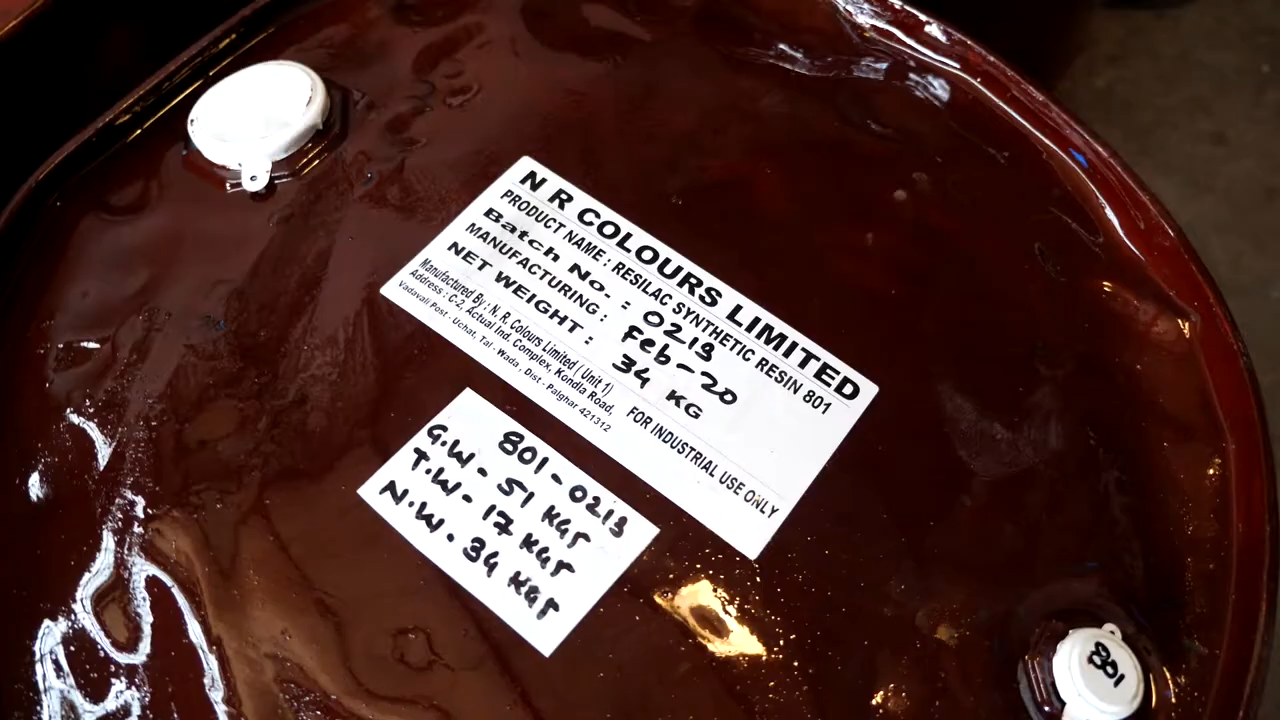 N R COLOURS LIMITED
PRODUCT NAME : RESILAC SYNTHETIC RESIN 801
Batch No. : 0213
MANUFACTURING : Feb-20
NET WEIGHT : 34 KG
Manufactured By : N. R. Colours Limited ( Unit 1)
Address : C-2, Actual Ind. Complex, Kondla Road,
Vadavali Post - Uchat, Tal - Wada , Dist - Palghar 421312
FOR INDUSTRIAL USE ONLY
801-0213
G.W- 51 KGS
T.W- 17 KGS
N.W- 34 KGS
801